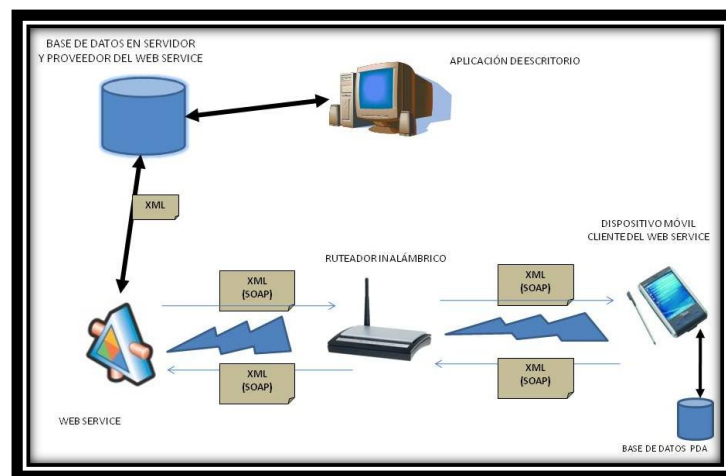 BASE DE DATOS EN SERVIDOR
Y PROVEEDOR DEL WEB SERVICE
APLICACIÓN DE ESCRITORIO
XML
DISPOSITIVO MÓVIL
CLIENTE DEL WEB SERVICE
RUTEADOR INALÁMBRICO
XML
(SOAP)
XML
(SOAP)
XML
(SOAP)
XML
(SOAP)
WEB SERVICE
BASE DE DATOS PDA